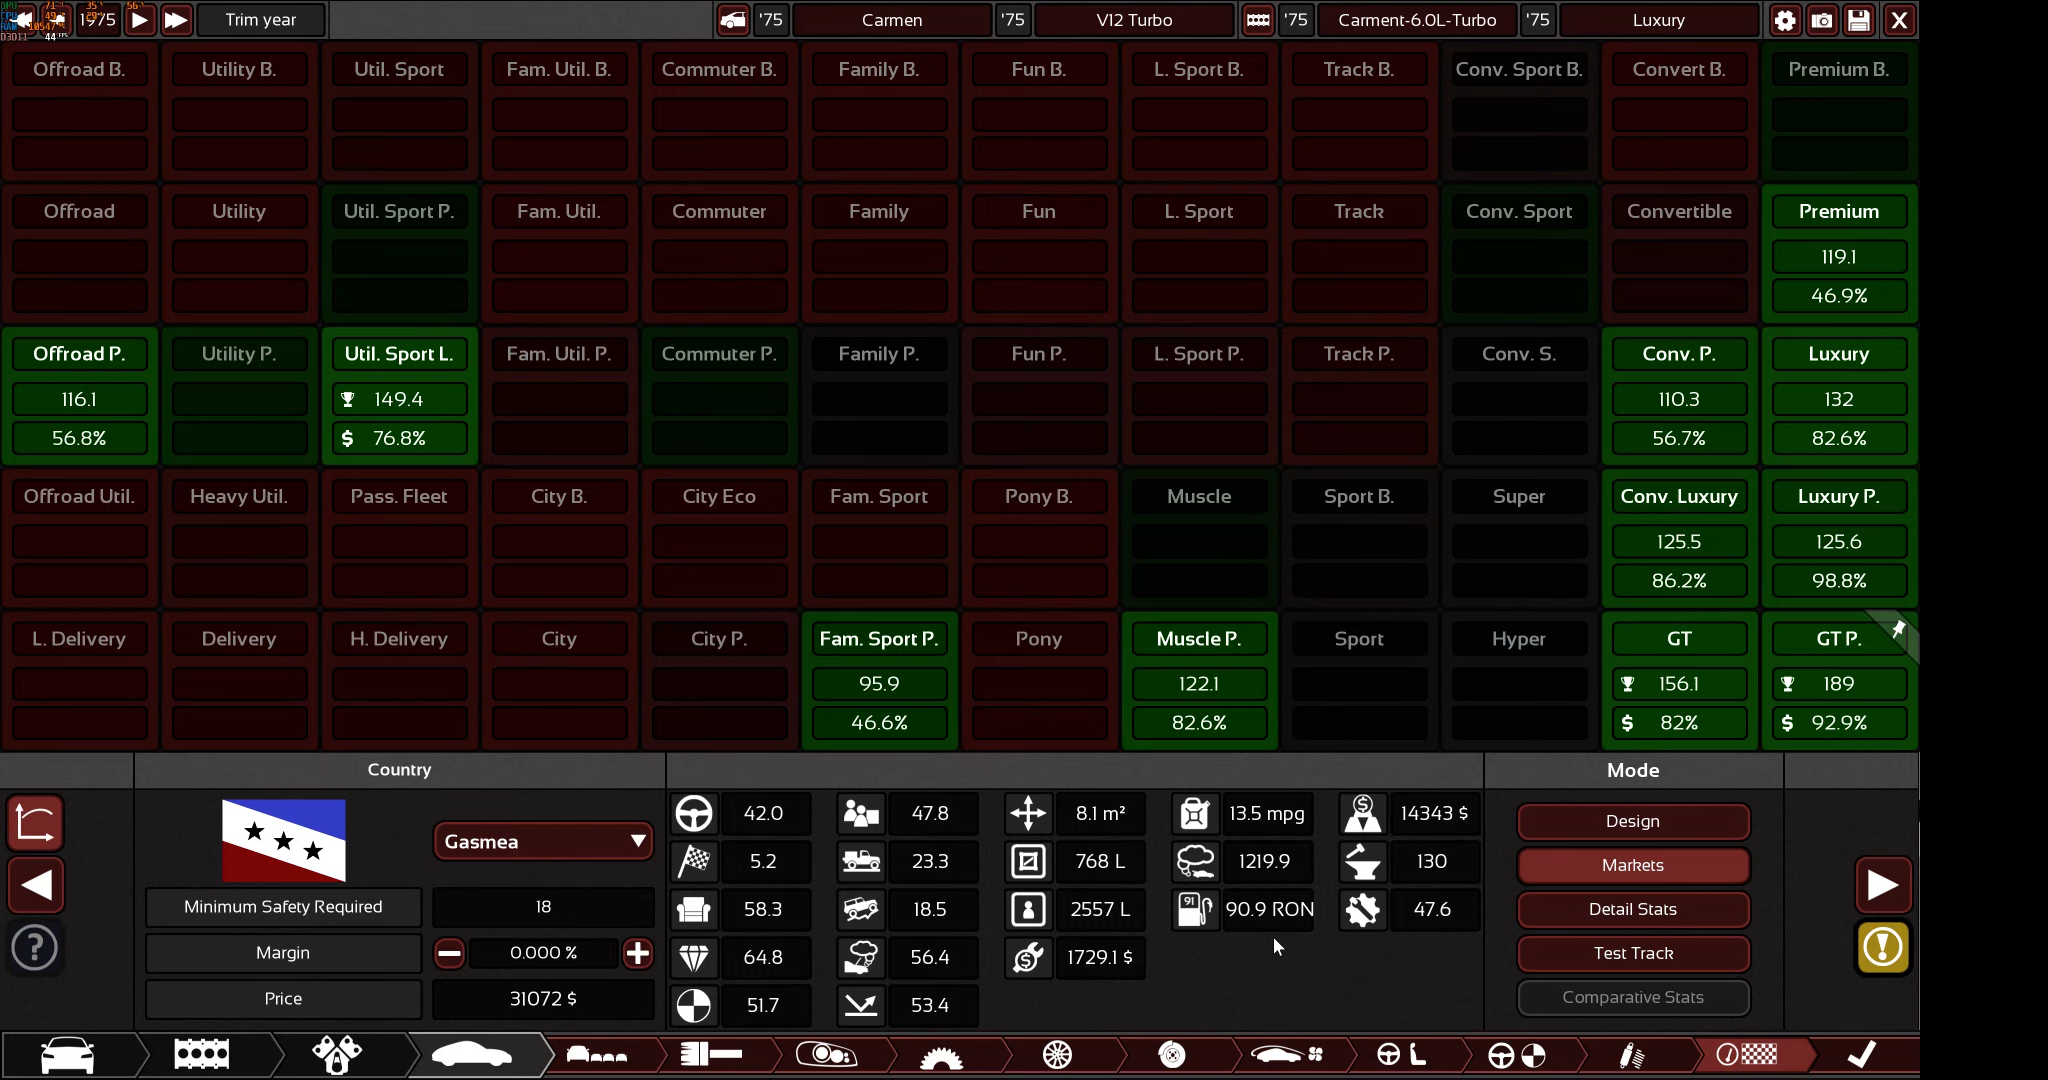 1975 Trim year '75 Carmen '75 V12 Turbo '75 Carment-6.0L-Turbo '75 Luxury X
Offroad B. Utility B. Util. Sport Fam. Util. B. Commuter B. Family B. Fun B. L. Sport B. Track B. Conv. Sport B. Convert B. Premium B.
Offroad Utility Util. Sport P. Fam. Util. Commuter Family Fun L. Sport Track Conv. Sport Convertible Premium
119.1
46.9%
Offroad P. Utility P. Util. Sport L. Fam. Util. P. Commuter P. Family P. Fun P. L. Sport P. Track P. Conv. S. Conv. P. Luxury
116.1 149.4 110.3 132
56.8% $ 76.8% 56.7% 82.6%
Offroad Util. Heavy Util. Pass. Fleet City B. City Eco Fam. Sport Pony B. Muscle Sport B. Super Conv. Luxury Luxury P.
125.5 125.6
86.2% 98.8%
L. Delivery Delivery H. Delivery City City P. Fam. Sport P. Pony Muscle P. Sport Hyper GT GT P.
95.9 122.1 156.1 189
46.6% 82.6% $ 82% $ 92.9%
Country Mode
Gasmea
Minimum Safety Required 18
Margin 0.000 %
Price 31072 $
42.0 47.8 8.1 m² 13.5 mpg 14343 $
5.2 23.3 768 L 1219.9 130
58.3 18.5 2557 L 91 90.9 RON 47.6
64.8 56.4 1729.1 $
51.7 53.4
Design
Markets
Detail Stats
Test Track
Comparative Stats